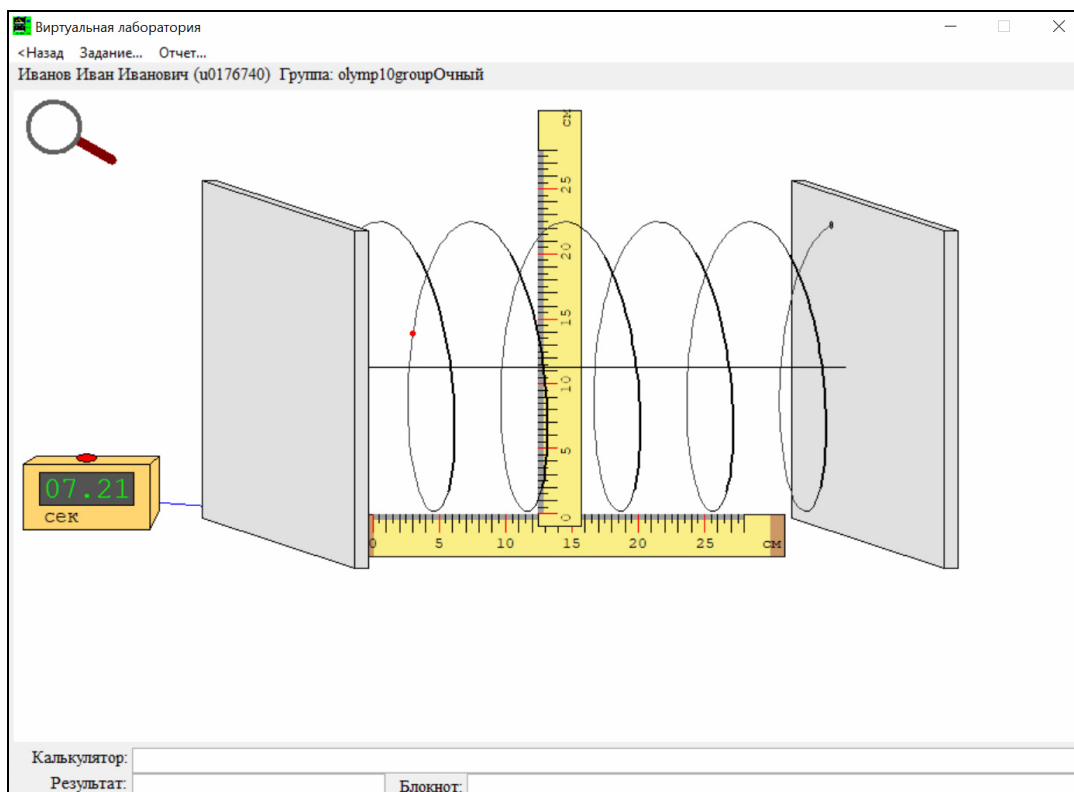 Виртуальная лаборатория
<Назад Задание... Отчет...
Иванов Иван Иванович (u0176740) Группа: olymp10groupОчный
см
25
20
15
10
5
0
07.21
сек
0 5 10 15 20 25 см
Калькулятор:
Результат: Блокнот: